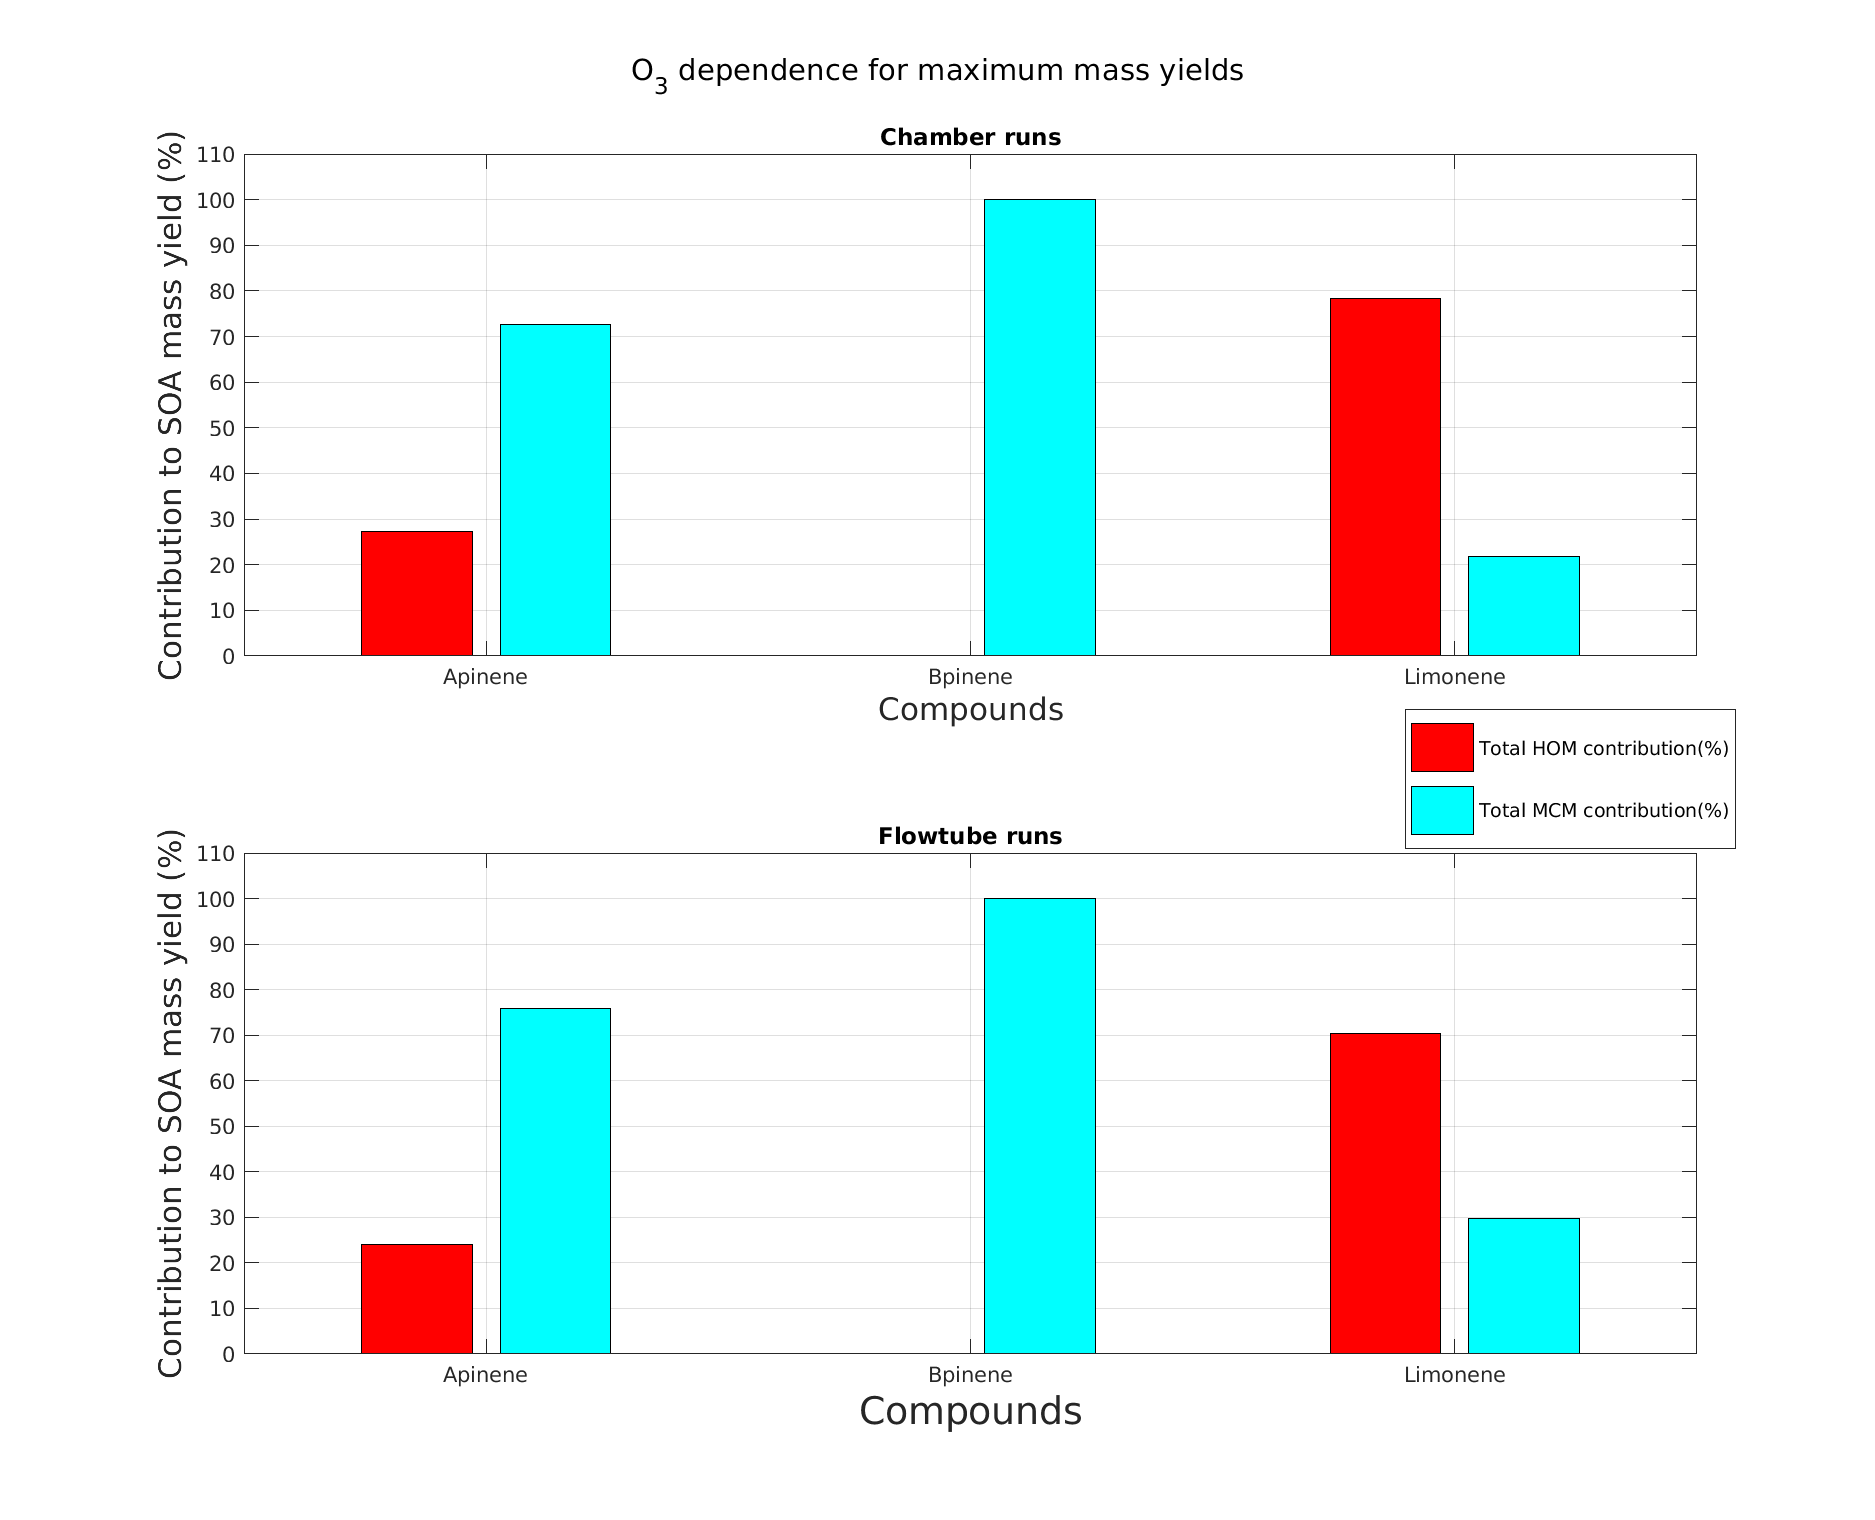 O3 dependence for maximum mass yields
Chamber runs
Contribution to SOA mass yield (%)
110
100
90
80
70
60
50
40
30
20
10
0
Apinene Bpinene Limonene
Compounds
Total HOM contribution(%)
Total MCM contribution(%)
Flowtube runs
Contribution to SOA mass yield (%)
110
100
90
80
70
60
50
40
30
20
10
0
Apinene Bpinene Limonene
Compounds